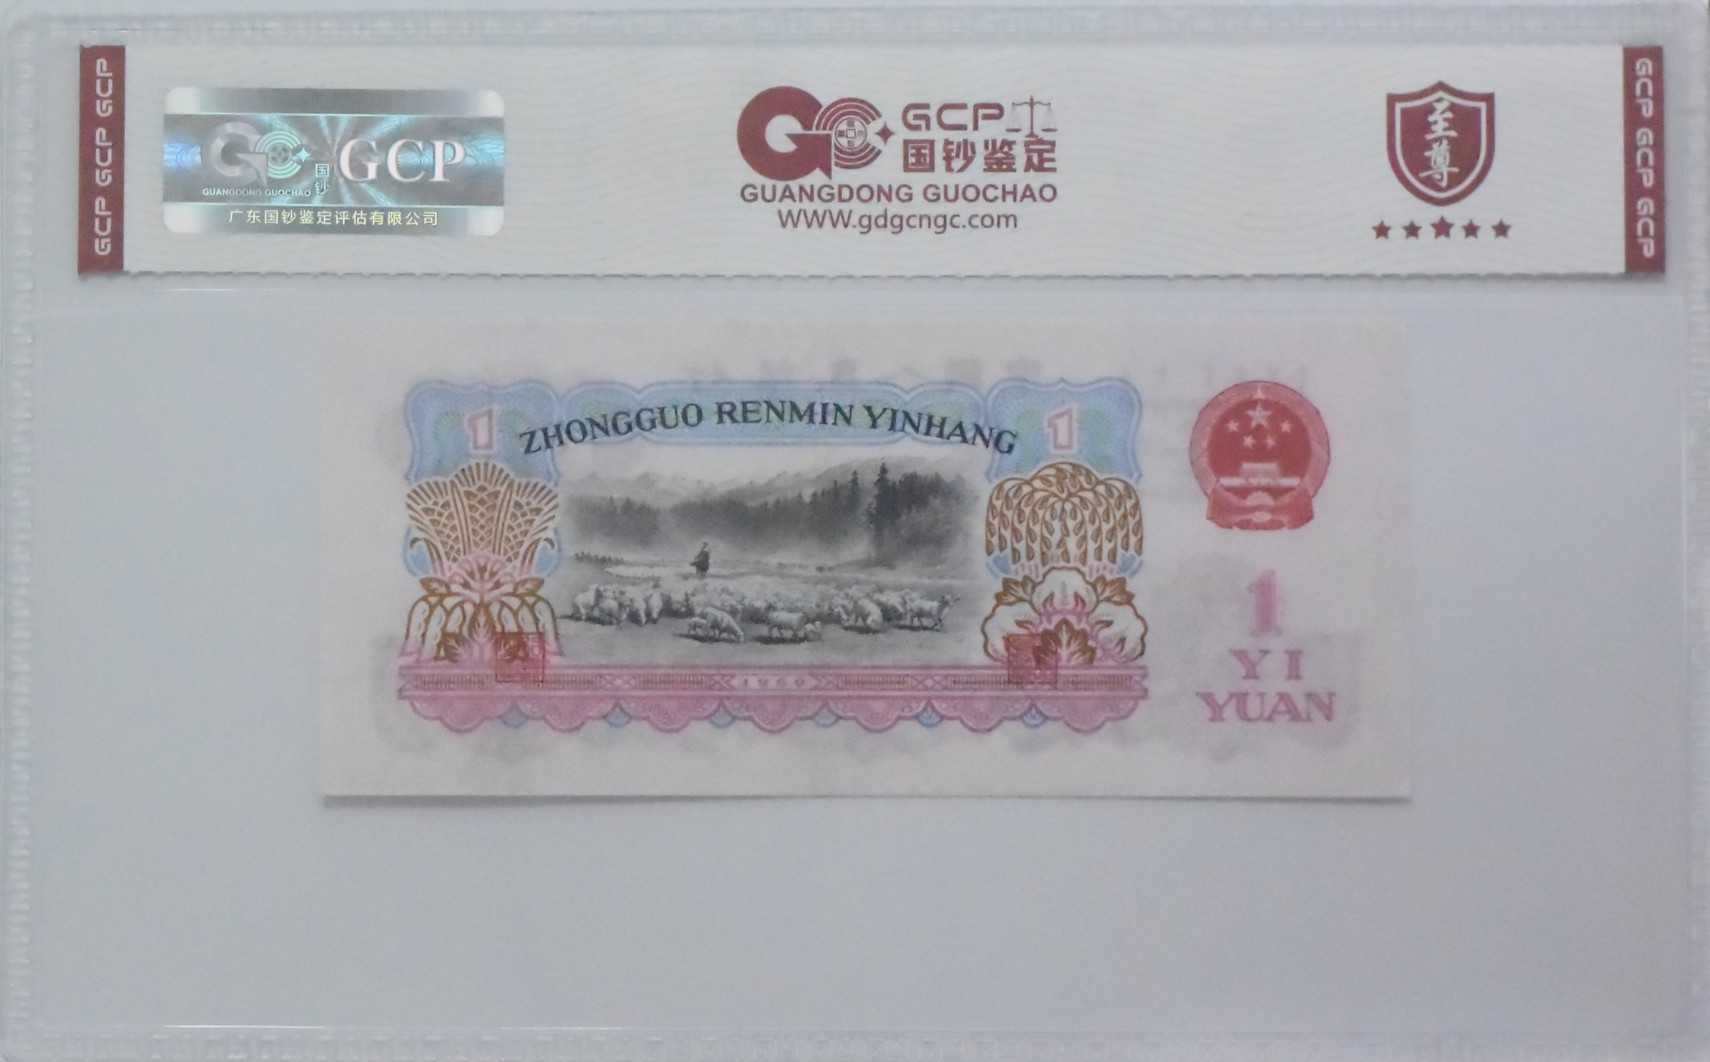 GCP GCP GCP
国钞
GCP
GUANGDONG GUOCHAO
广东国钞鉴定评估有限公司
GCP
国钞鉴定
GUANGDONG GUOCHAO
WWW.gdgcngc.com
至尊
GCP GCP GCP
1
ZHONGGUO RENMIN YINHANG
1
1
YI
YUAN
1960